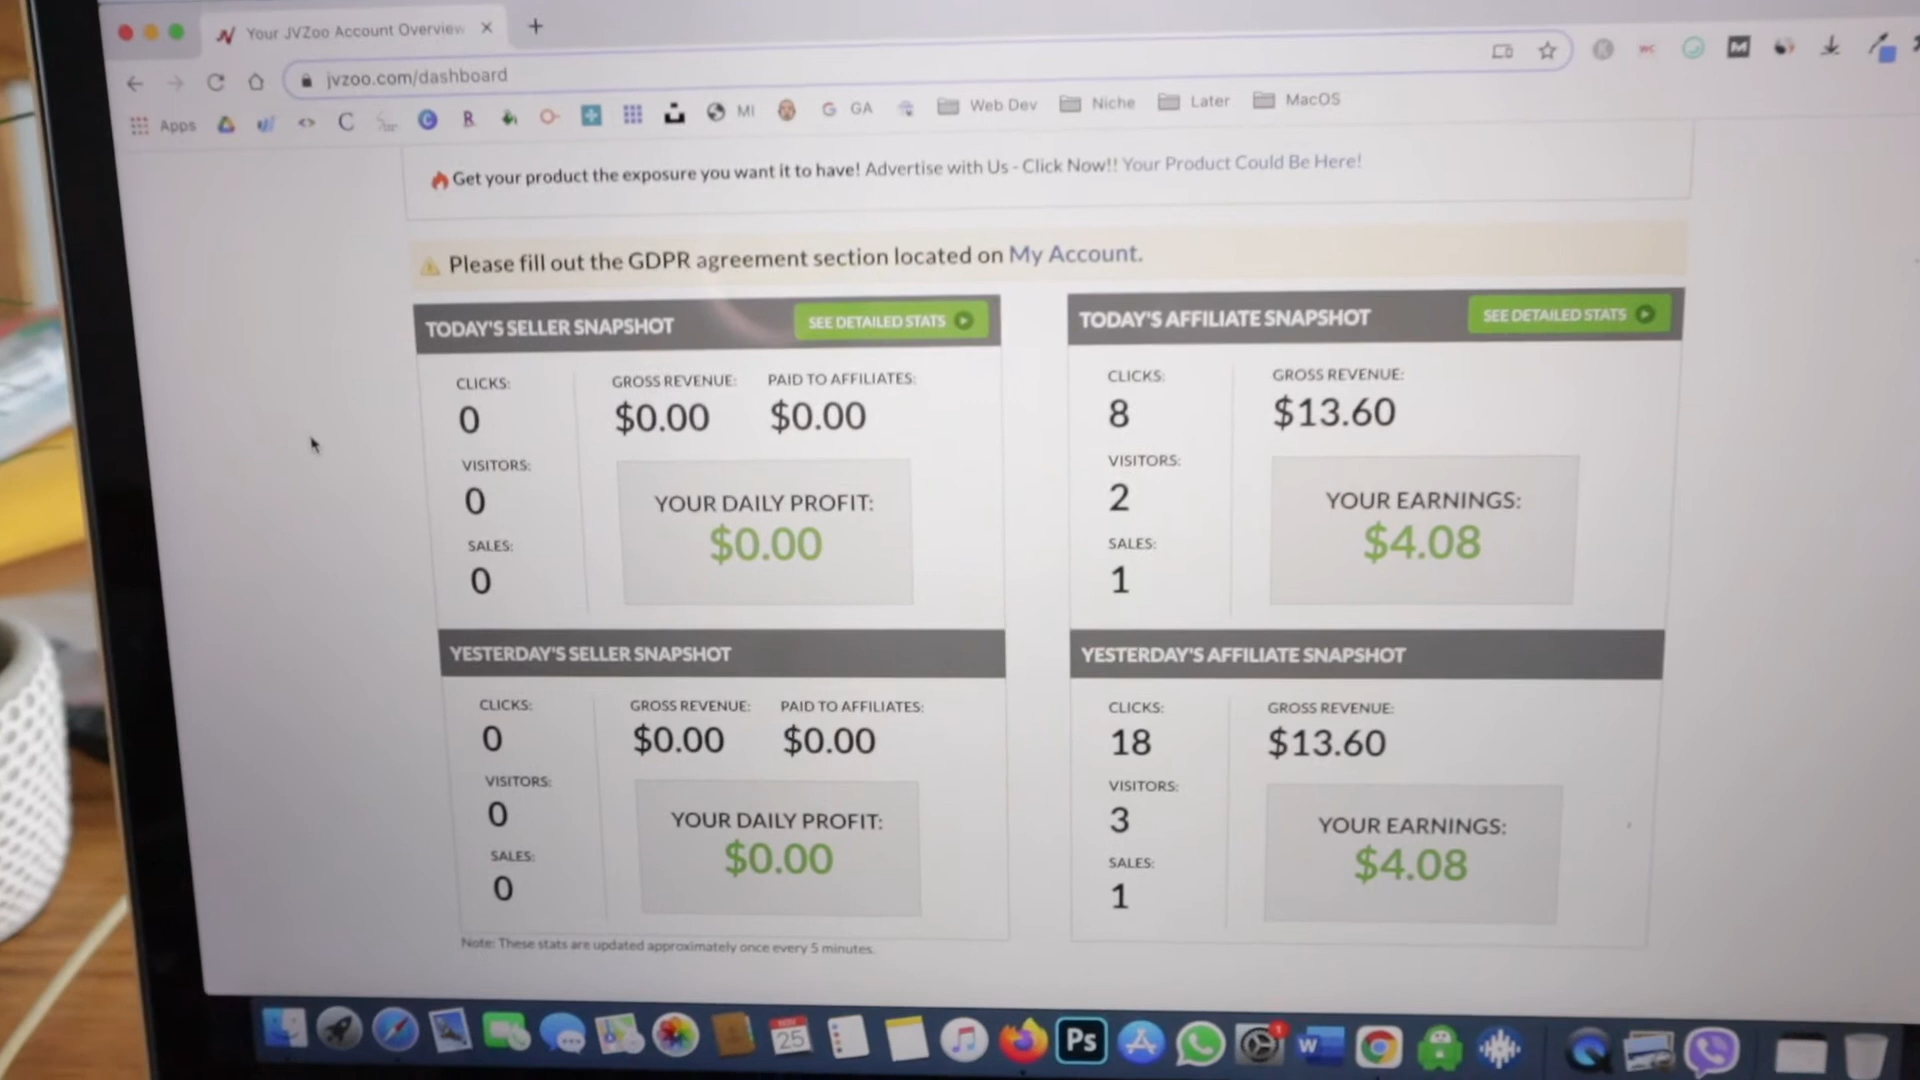 Your JVZoo Account Overview
jvzoo.com/dashboard
Apps
C
R
MI
G GA
Web Dev
Niche
Later
MacOS
Get your product the exposure you want it to have! Advertise with Us - Click Now!! Your Product Could Be Here!
Please fill out the GDPR agreement section located on My Account.
TODAY'S SELLER SNAPSHOT
SEE DETAILED STATS
CLICKS:
0
GROSS REVENUE:
$0.00
PAID TO AFFILIATES:
$0.00
VISITORS:
0
YOUR DAILY PROFIT:
$0.00
SALES:
0
TODAY'S AFFILIATE SNAPSHOT
SEE DETAILED STATS
CLICKS:
8
GROSS REVENUE:
$13.60
VISITORS:
2
YOUR EARNINGS:
$4.08
SALES:
1
YESTERDAY'S SELLER SNAPSHOT
CLICKS:
0
GROSS REVENUE:
$0.00
PAID TO AFFILIATES:
$0.00
VISITORS:
0
YOUR DAILY PROFIT:
$0.00
SALES:
0
YESTERDAY'S AFFILIATE SNAPSHOT
CLICKS:
18
GROSS REVENUE:
$13.60
VISITORS:
3
YOUR EARNINGS:
$4.08
SALES:
1
Note: These stats are updated approximately once every 5 minutes.
NOV
25
Ps
1
W